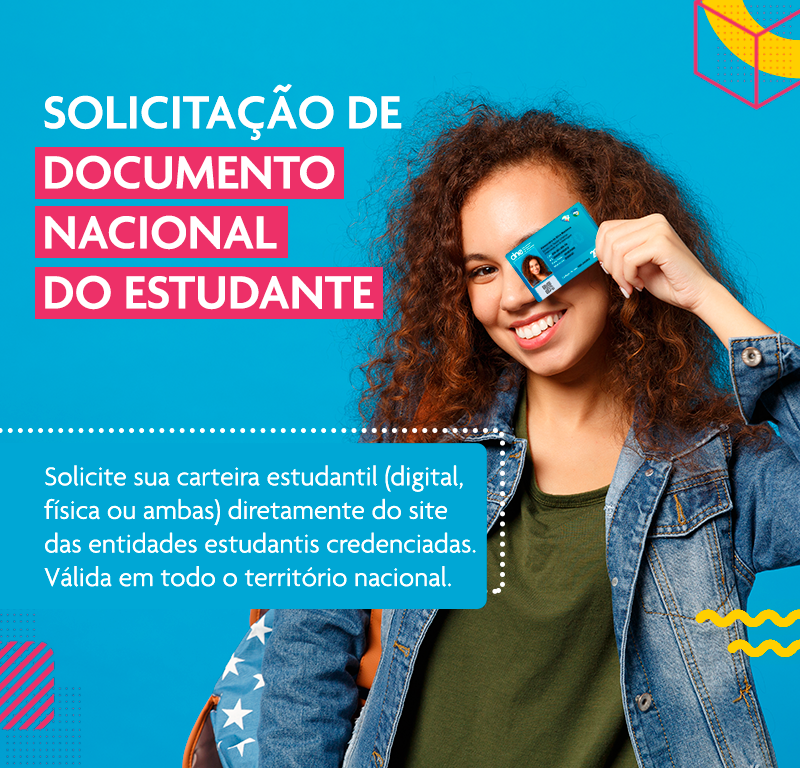 SOLICITAÇÃO DE
DOCUMENTO
NACIONAL
DO ESTUDANTE
dne
Solicite sua carteira estudantil (digital,
física ou ambas) diretamente do site
das entidades estudantis credenciadas.
Válida em todo o território nacional.